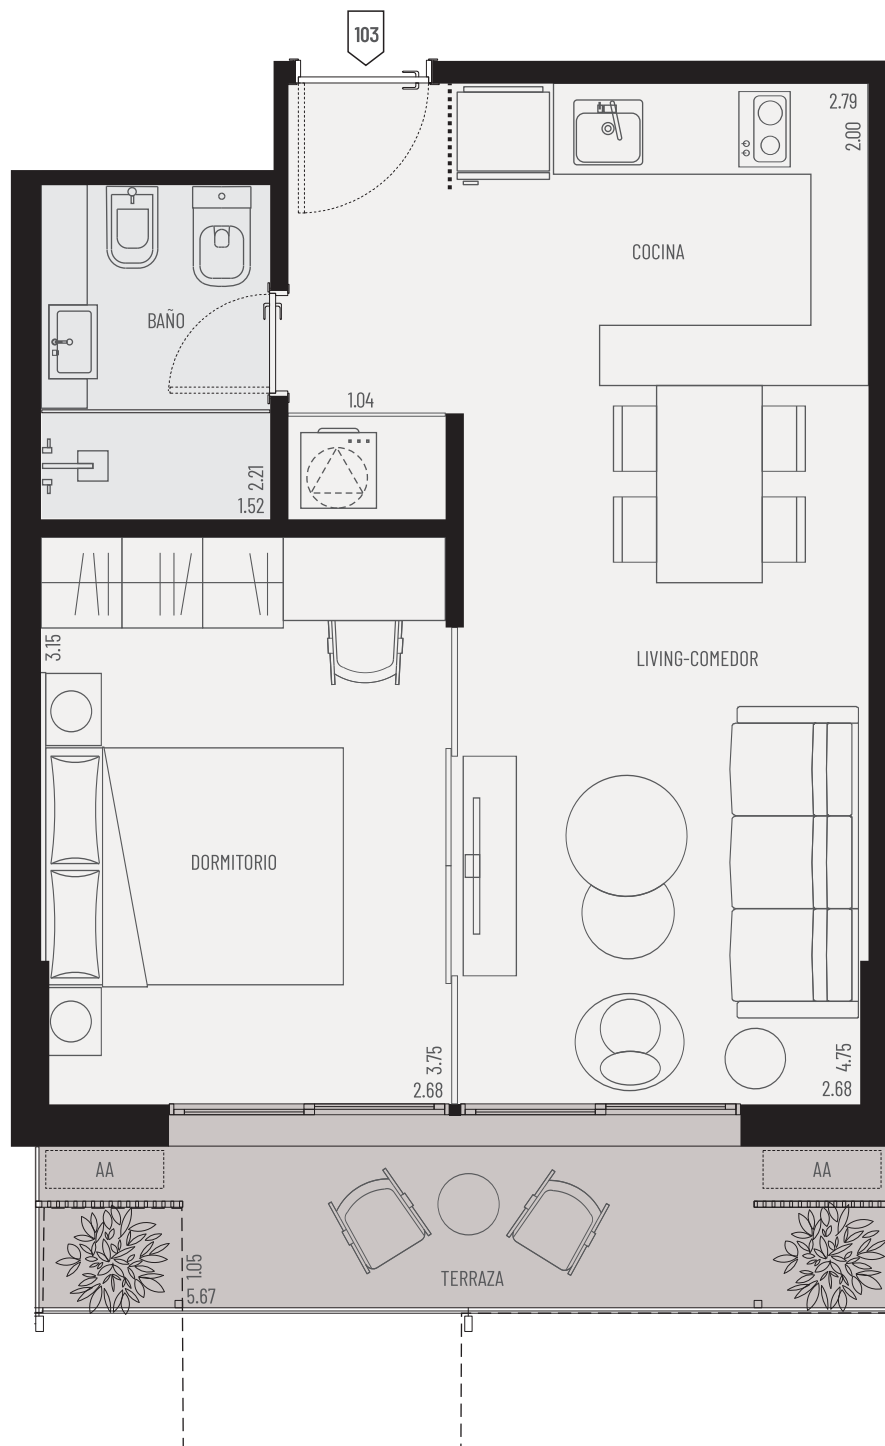 103
2.79
2.00
COCINA
BAÑO
1.04
2.21
1.52
3.15
LIVING-COMEDOR
DORMITORIO
3.75
2.68
4.75
2.68
AA
AA
1.05
5.67
TERRAZA